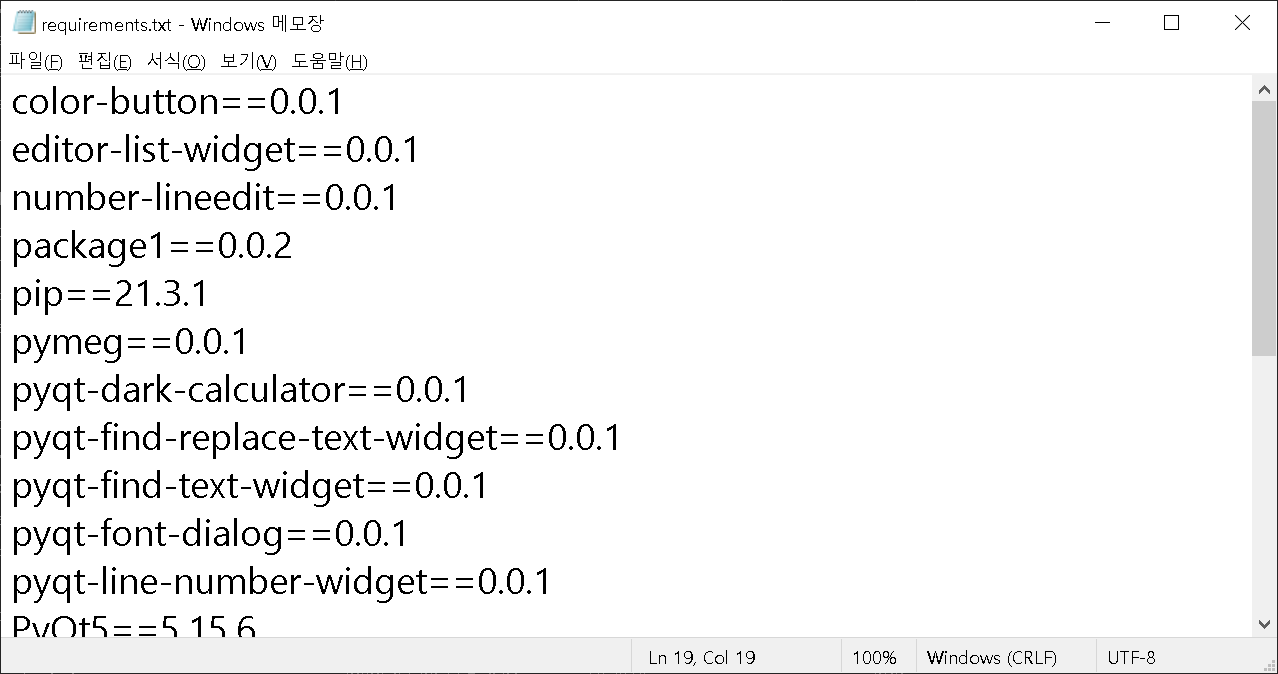 requirements.txt - Windows 메모장
파일(F) 편집(E) 서식(O) 보기(V) 도움말(H)
color-button==0.0.1
editor-list-widget==0.0.1
number-lineedit==0.0.1
package1==0.0.2
pip==21.3.1
pymeg==0.0.1
pyqt-dark-calculator==0.0.1
pyqt-find-replace-text-widget==0.0.1
pyqt-find-text-widget==0.0.1
pyqt-font-dialog==0.0.1
pyqt-line-number-widget==0.0.1
PyQt5==5.15.6
Ln 19, Col 19 100% Windows (CRLF) UTF-8